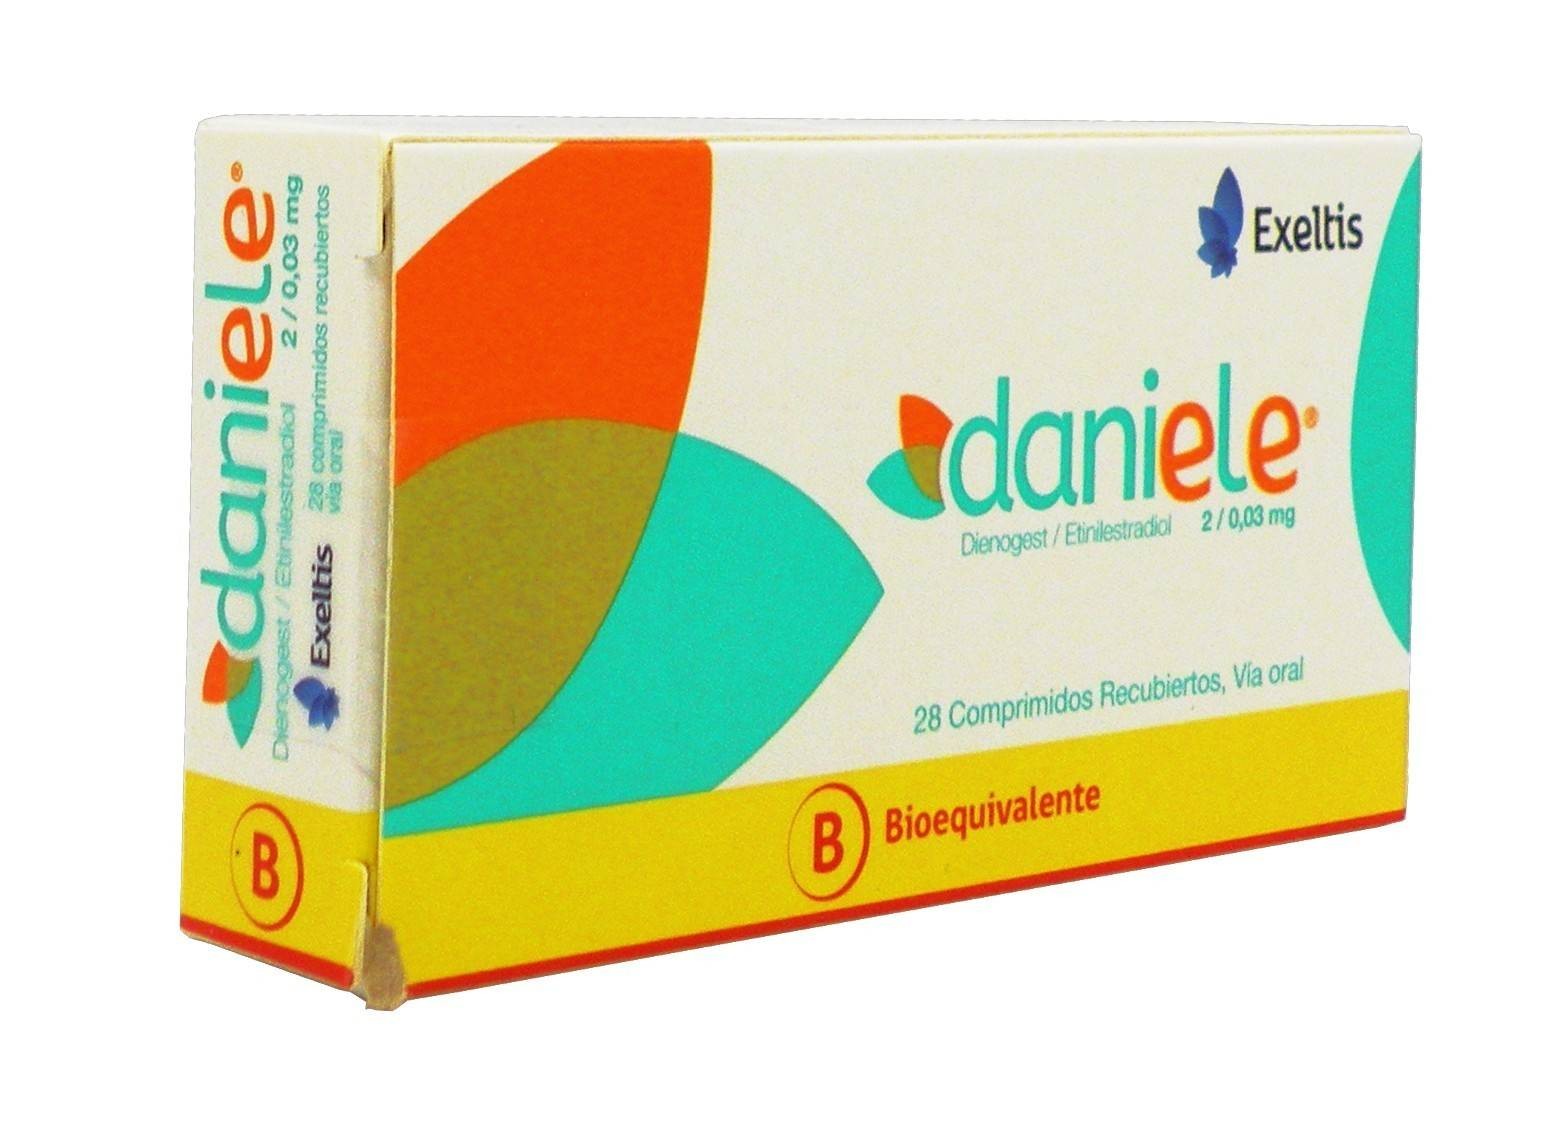 daniele®
Dienogest / Etinilestradiol 2 / 0,03 mg
Exeltis
28 comprimidos recubiertos
vía oral
B
Exeltis
daniele®
Dienogest / Etinilestradiol 2 / 0,03 mg
28 Comprimidos Recubiertos, Vía oral
B Bioequivalente